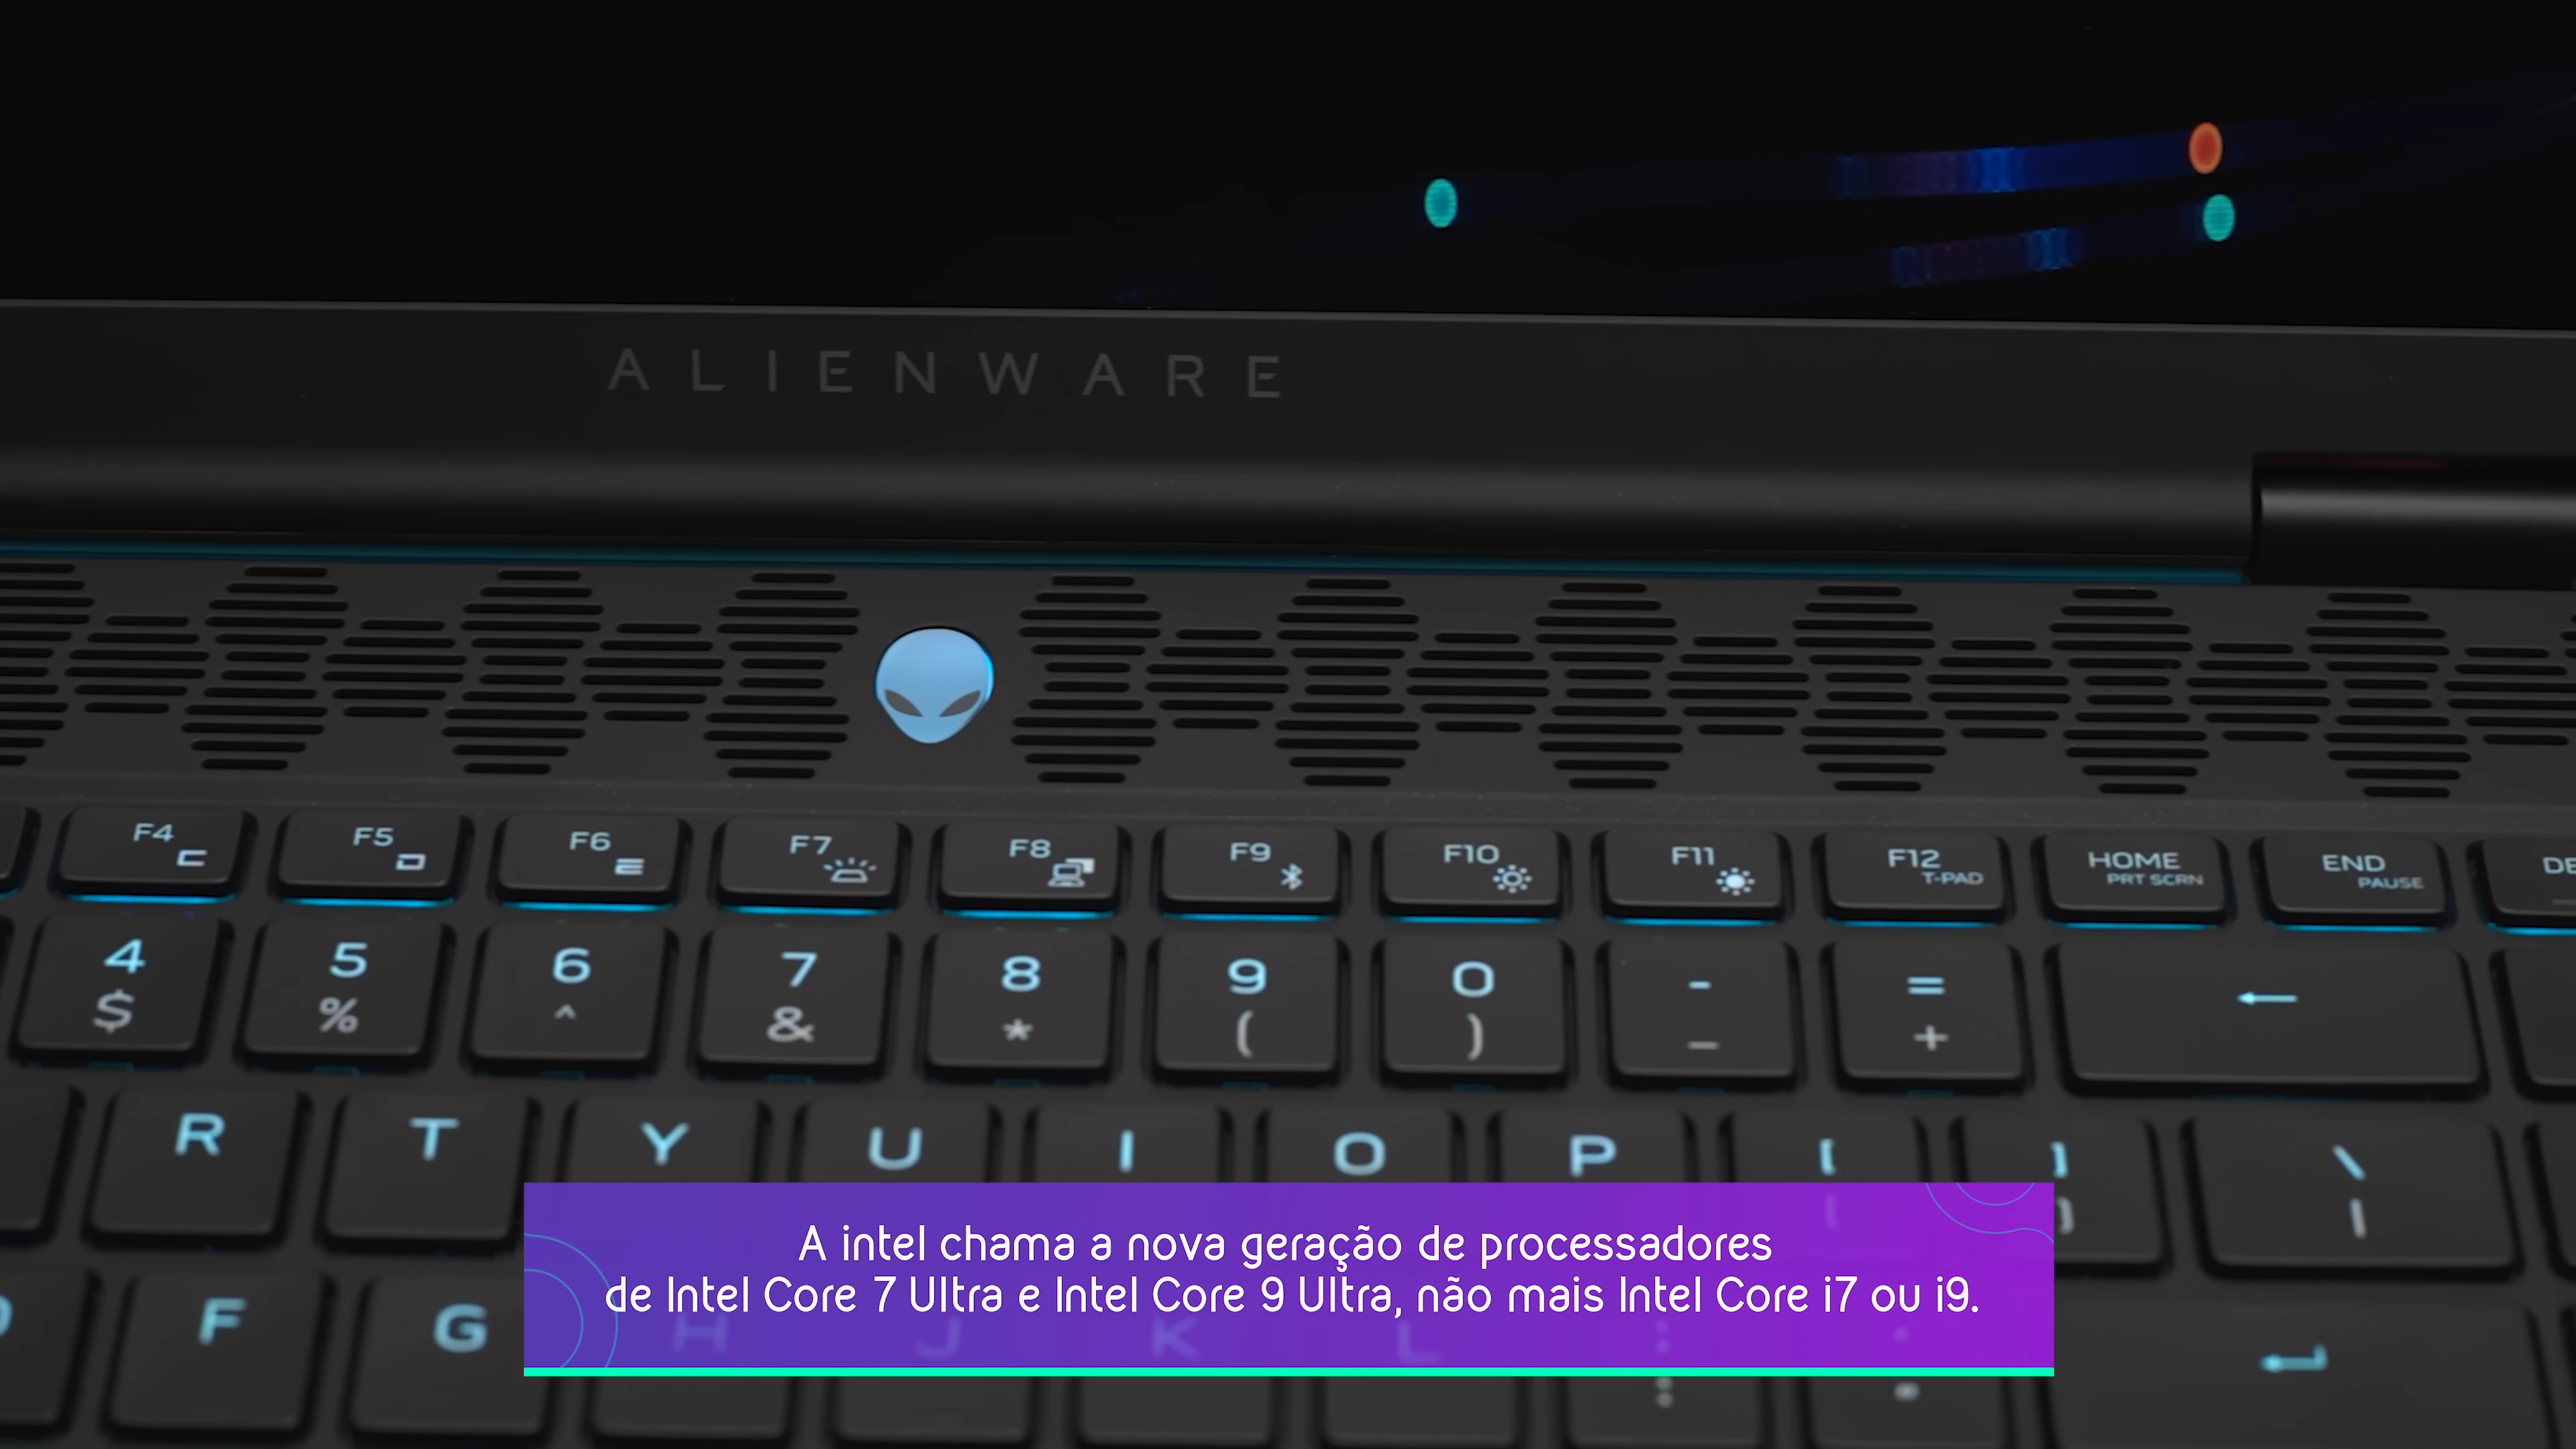 ALIENWARE
F4 F5 F6 F7 F8 F9 F10 F11 F12 T-PAD HOME PRT SCRN END PAUSE
4 5 6 7 8 9 0 - = ←
$ % ^ & * ( ) _ +
R T Y U I O P [ ] \
{ } |
A intel chama a nova geração de processadores
de Intel Core 7 Ultra e Intel Core 9 Ultra, não mais Intel Core i7 ou i9.
F G H J K L